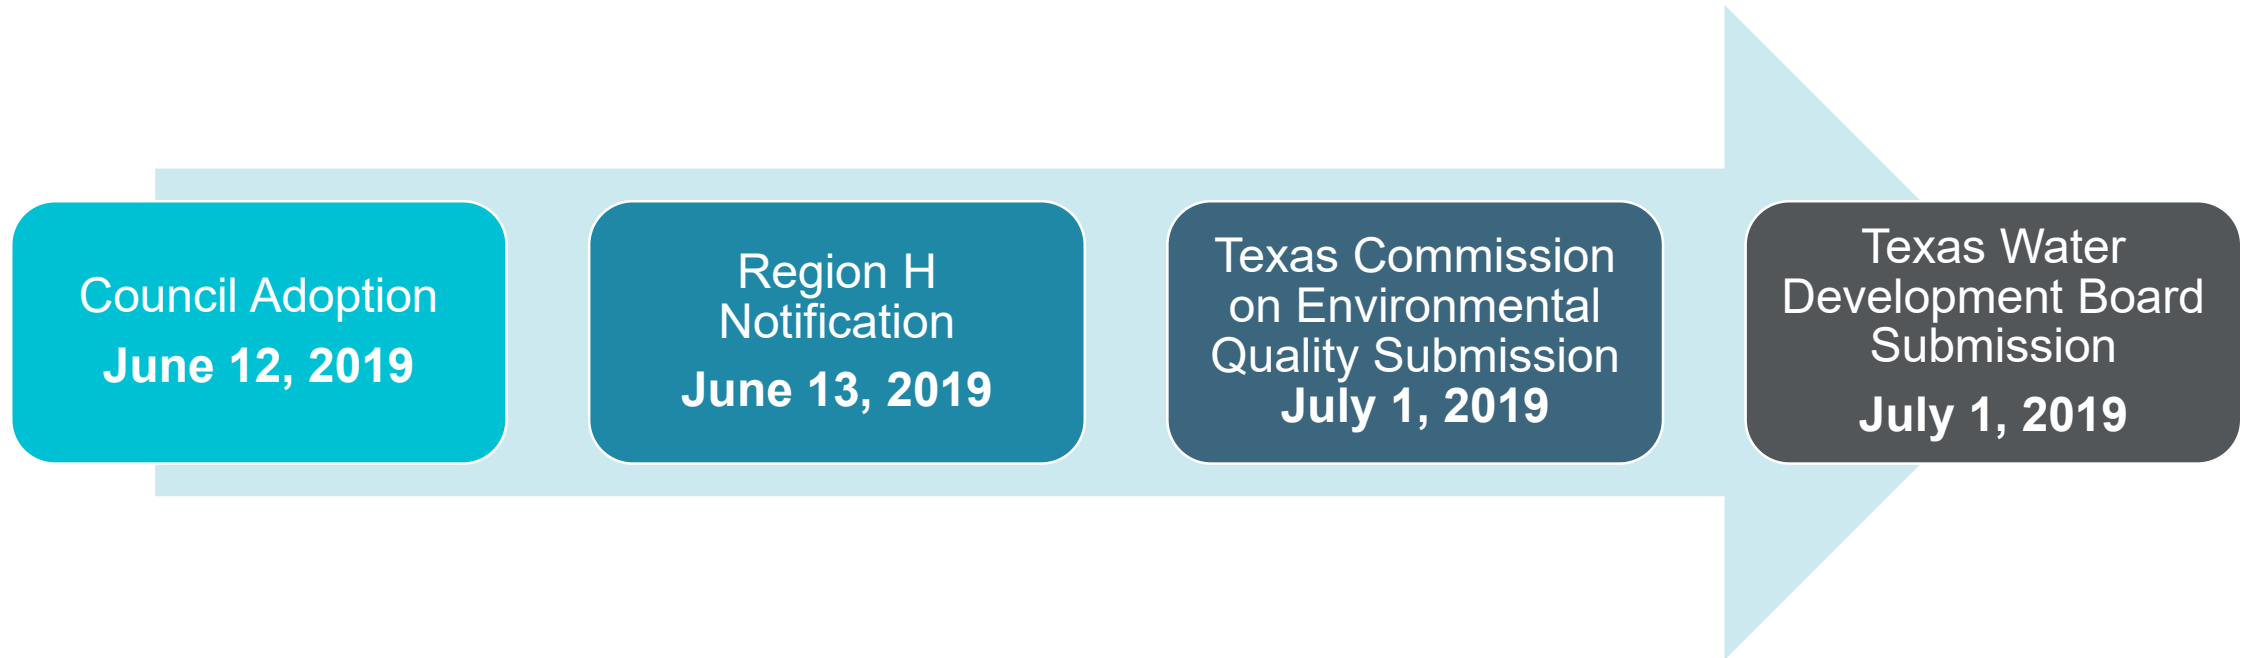 Council Adoption
June 12, 2019
Region H
Notification
June 13, 2019
Texas Commission
on Environmental
Quality Submission
July 1, 2019
Texas Water
Development Board
Submission
July 1, 2019